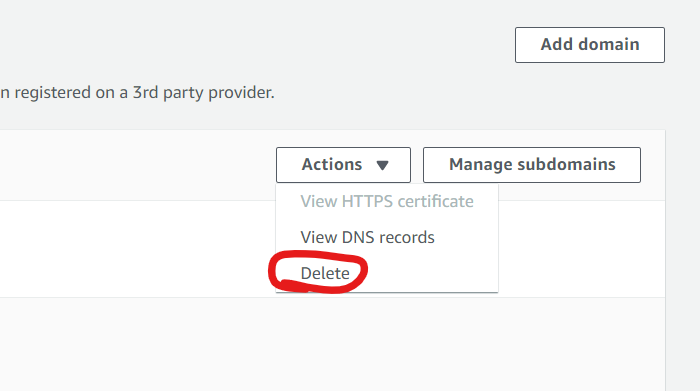 Add domain
n registered on a 3rd party provider.
Actions Manage subdomains
View HTTPS certificate
View DNS records
Delete